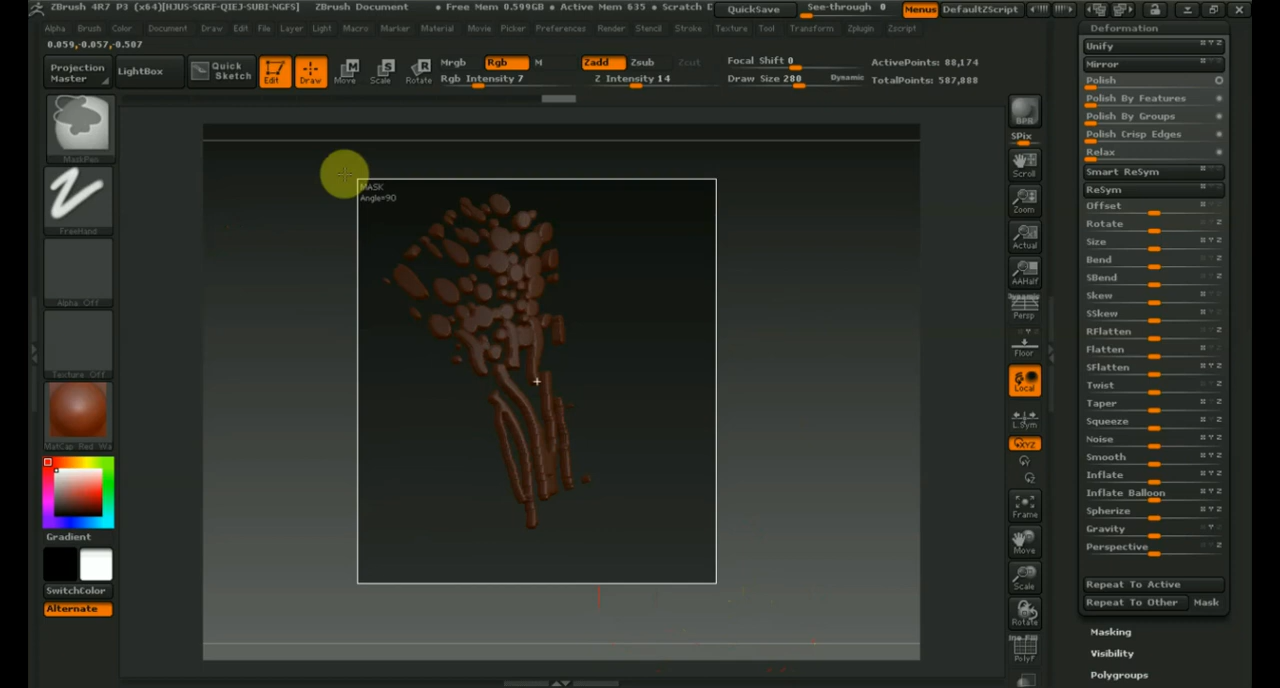 ZBrush 4R7 P3 (x64)[HJUS-SGRF-QIEJ-SUBI-NGFS] ZBrush Document • Free Mem 0.599GB • Active Mem 635 • Scratch D QuickSave See-through 0 Menus DefaultZScript
Alpha Brush Color Document Draw Edit File Layer Light Macro Marker Material Movie Picker Preferences Render Stencil Stroke Texture Tool Transform Zplugin Zscript
0.059,-0.057,-0.507
Projection Master
LightBox
Quick Sketch
Edit
Draw
Move
Scale
Rotate
Mrgb Rgb M
Rgb Intensity 7
Zadd Zsub Zcut
Z Intensity 14
Focal Shift 0
Draw Size 280 Dynamic
ActivePoints: 88,174
TotalPoints: 587,888
MaskPen
FreeHand
Alpha Off
Texture Off
MatCap Red Wa
Gradient
SwitchColor
Alternate
MASK
Angle=90
BPR
SPix
Scroll
Zoom
Actual
AAHalf
Dynamic
Persp
Floor
Local
L.Sym
XYZ
Frame
Move
Scale
Rotate
PolyF
Deformation
Unify
Mirror
Polish
Polish By Features
Polish By Groups
Polish Crisp Edges
Relax
Smart ReSym
ReSym
Offset
Rotate
Size
Bend
SBend
Skew
SSkew
RFlatten
Flatten
SFlatten
Twist
Taper
Squeeze
Noise
Smooth
Inflate
Inflate Balloon
Spherize
Gravity
Perspective
Repeat To Active
Repeat To Other Mask
Masking
Visibility
Polygroups